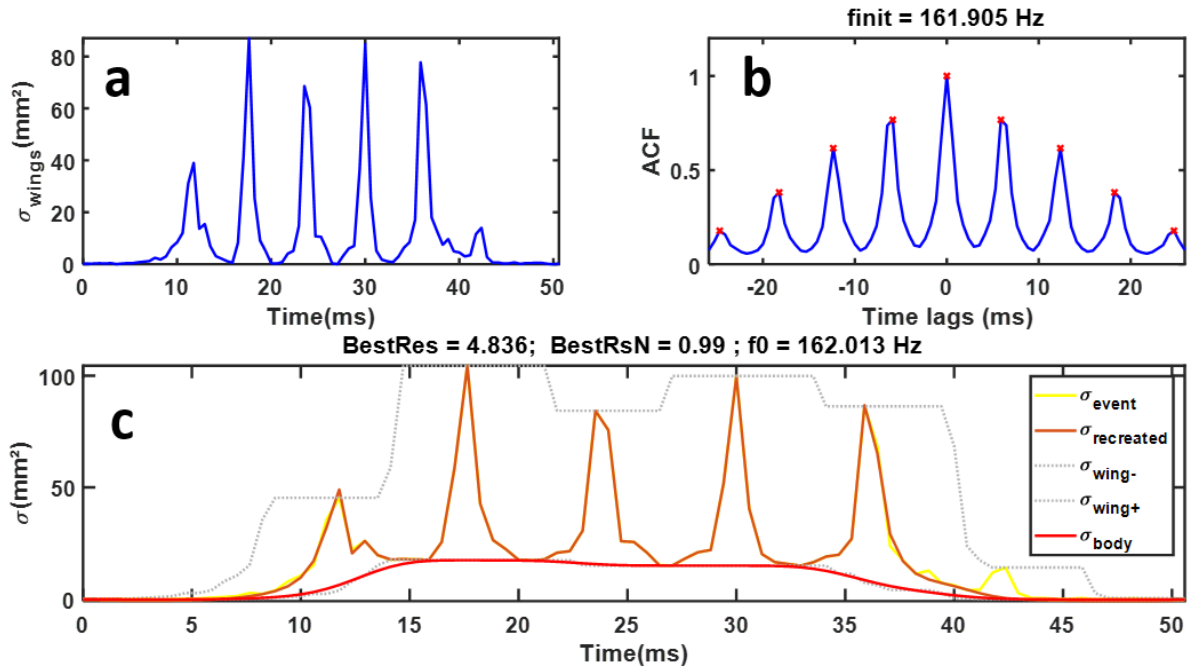 finit = 161.905 Hz
a
b
80
60
40
20
0
σwings(mm²)
0 10 20 30 40 50
Time(ms)
1
0.5
0
ACF
-20 -10 0 10 20
Time lags (ms)
BestRes = 4.836; BestRsN = 0.99 ; f0 = 162.013 Hz
c
100
50
0
σ(mm²)
σevent
σrecreated
σwing-
σwing+
σbody
0 5 10 15 20 25 30 35 40 45 50
Time(ms)